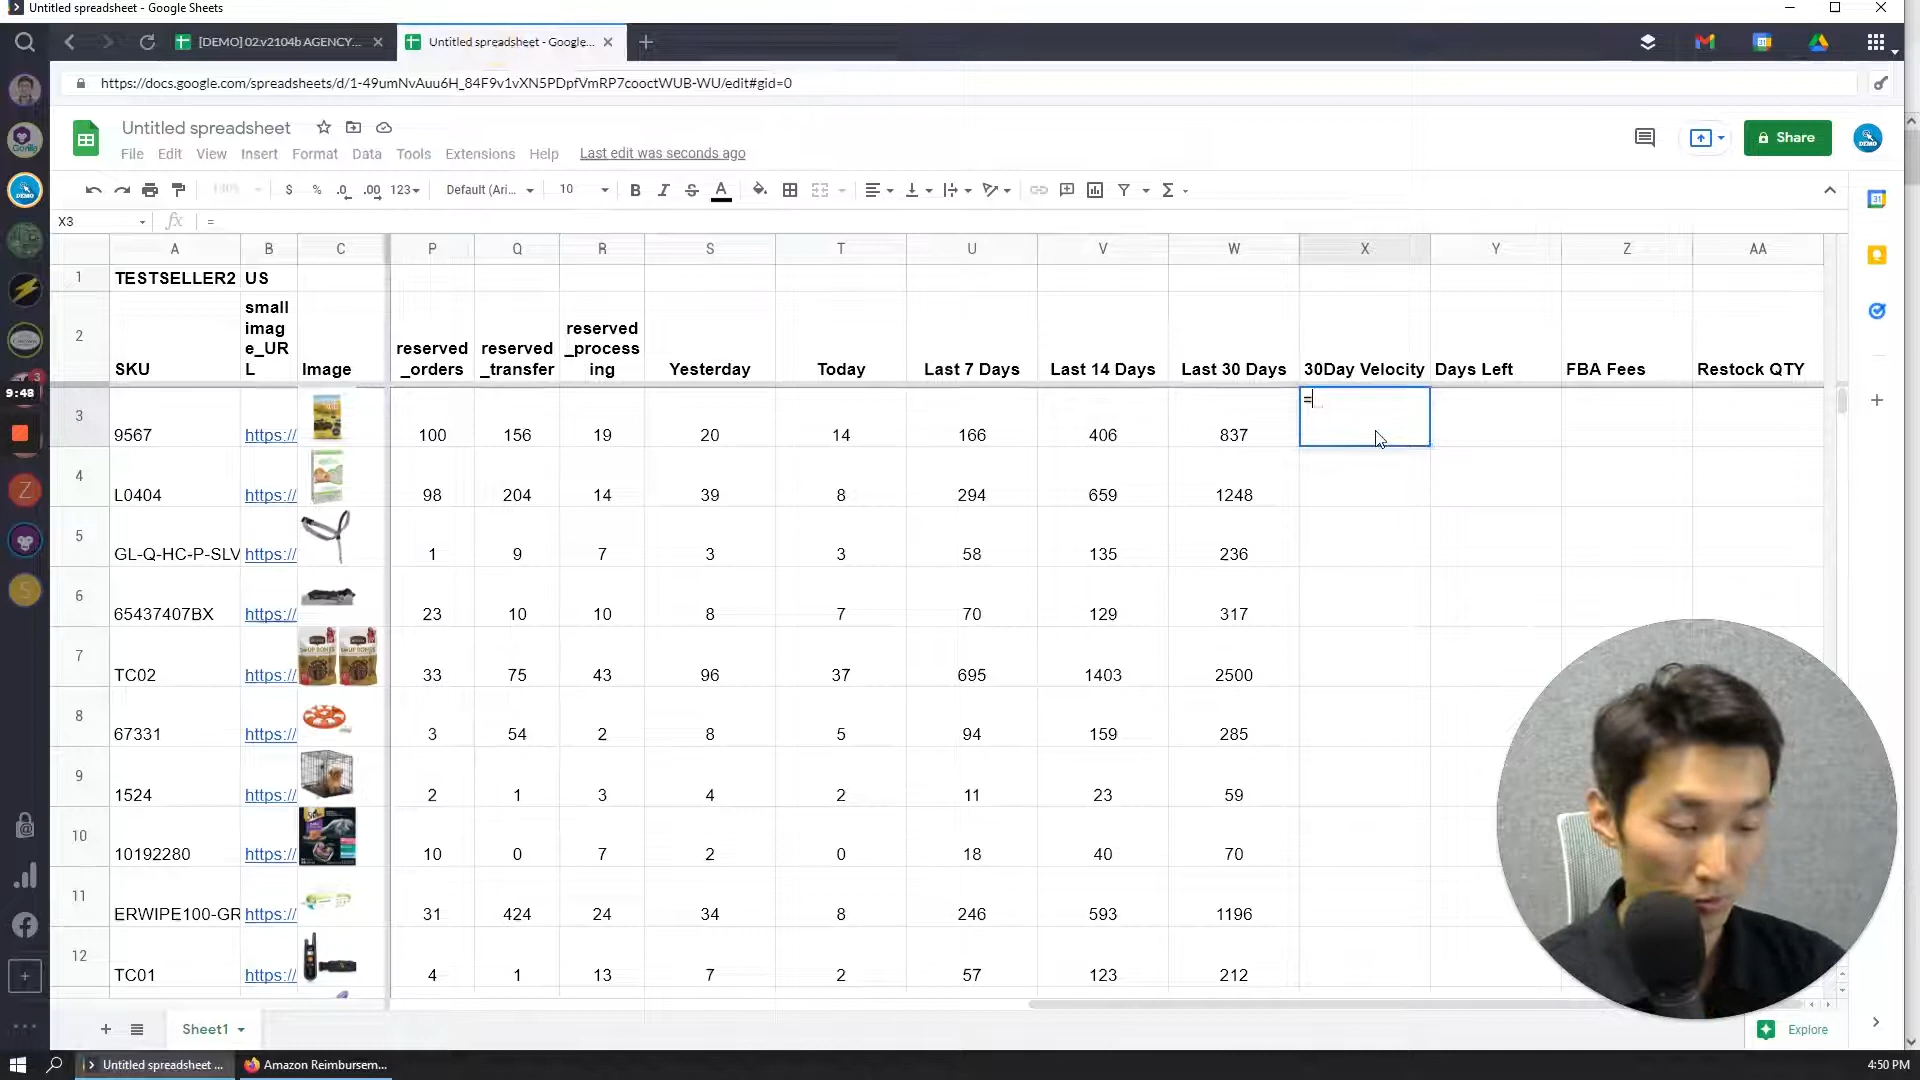 Untitled spreadsheet - Google Sheets
[DEMO] 02.v2104b AGENCY...
Untitled spreadsheet - Google...
https://docs.google.com/spreadsheets/d/1-49umNvAuu6H_84F9v1vXN5PDpfVmRP7cooctWUB-WU/edit#gid=0
Untitled spreadsheet
File Edit View Insert Format Data Tools Extensions Help Last edit was seconds ago
Share
DEMO
140% $ % .0 .00 123 Default (Ari... 10 B I S A Σ
X3 fx =
A B C P Q R S T U V W X Y Z AA
1 TESTSELLER2 US
2 SKU small image_URL Image reserved_orders reserved_transfer reserved_processing Yesterday Today Last 7 Days Last 14 Days Last 30 Days 30Day Velocity Days Left FBA Fees Restock QTY
3 9567 https:// 100 156 19 20 14 166 406 837 =
4 L0404 https:// 98 204 14 39 8 294 659 1248
5 GL-Q-HC-P-SLV https:// 1 9 7 3 3 58 135 236
6 65437407BX https:// 23 10 10 8 7 70 129 317
7 TC02 https:// 33 75 43 96 37 695 1403 2500
8 67331 https:// 3 54 2 8 5 94 159 285
9 1524 https:// 2 1 3 4 2 11 23 59
10 10192280 https:// 10 0 7 2 0 18 40 70
11 ERWIPE100-GR https:// 31 424 24 34 8 246 593 1196
12 TC01 https:// 4 1 13 7 2 57 123 212
9:48
Sheet1
Explore
Untitled spreadsheet ...
Amazon Reimbursem...
4:50 PM